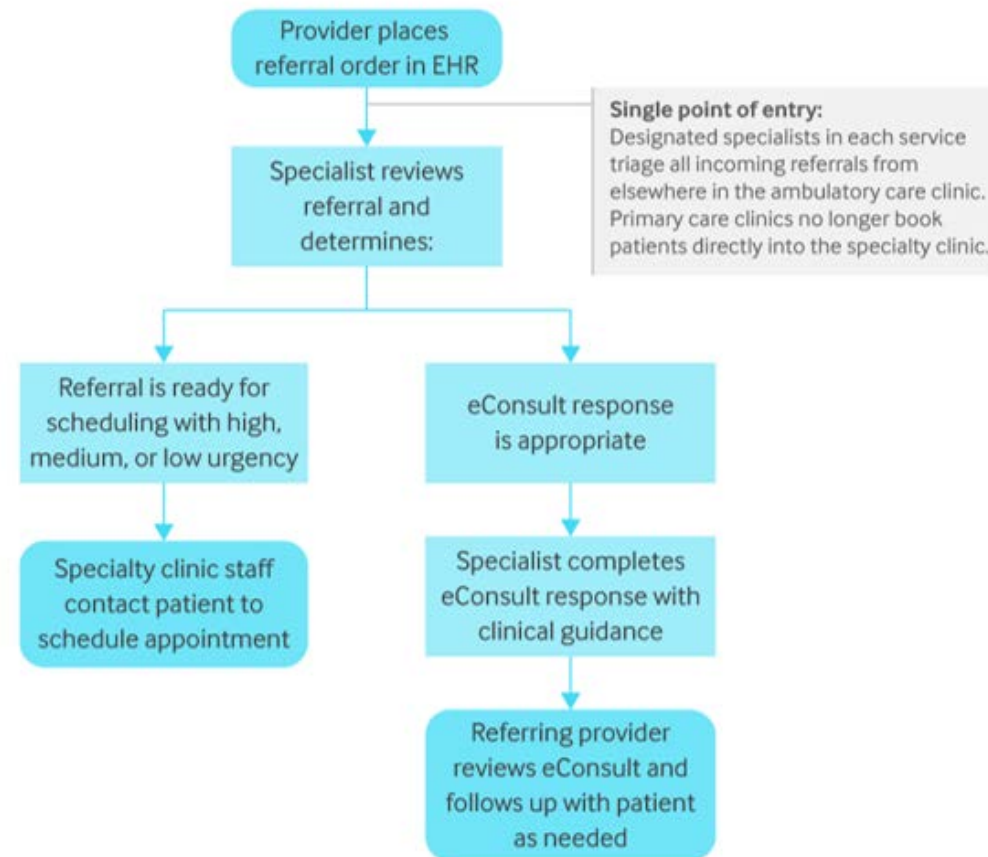 Provider places
referral order in EHR
Single point of entry:
Designated specialists in each service
triage all incoming referrals from
elsewhere in the ambulatory care clinic.
Primary care clinics no longer book
patients directly into the specialty clinic.
Specialist reviews
referral and
determines:
Referral is ready for
scheduling with high,
medium, or low urgency
eConsult response
is appropriate
Specialty clinic staff
contact patient to
schedule appointment
Specialist completes
eConsult response with
clinical guidance
Referring provider
reviews eConsult and
follows up with patient
as needed